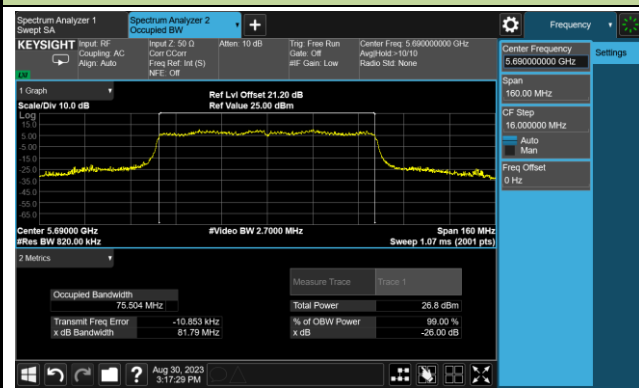 Spectrum Analyzer 1
Swept SA
Spectrum Analyzer 2
Occupied BW
Frequency
KEYSIGHT
Input: RF
Coupling: AC
Align: Auto
Input Z: 50 Ω
Corr CCorr
Freq Ref: Int (S)
NFE: Off
Atten: 10 dB
Trig: Free Run
Gate: Off
#IF Gain: Low
Center Freq: 5.690000000 GHz
Avg|Hold:>10/10
Radio Std: None
LXI
Center Frequency
5.690000000 GHz
Settings
Span
160.00 MHz
CF Step
16.000000 MHz
Auto
Man
Freq Offset
0 Hz
1 Graph
Scale/Div 10.0 dB
Ref Lvl Offset 21.20 dB
Ref Value 25.00 dBm
Log
15.0
5.00
-5.00
-15.0
-25.0
-35.0
-45.0
-55.0
-65.0
Center 5.69000 GHz
#Res BW 820.00 kHz
#Video BW 2.7000 MHz
Span 160 MHz
Sweep 1.07 ms (2001 pts)
2 Metrics
Measure Trace
Trace 1
Occupied Bandwidth
75.504 MHz
Total Power
26.8 dBm
Transmit Freq Error
-10.853 kHz
% of OBW Power
99.00 %
x dB Bandwidth
81.79 MHz
x dB
-26.00 dB
Aug 30, 2023
3:17:29 PM